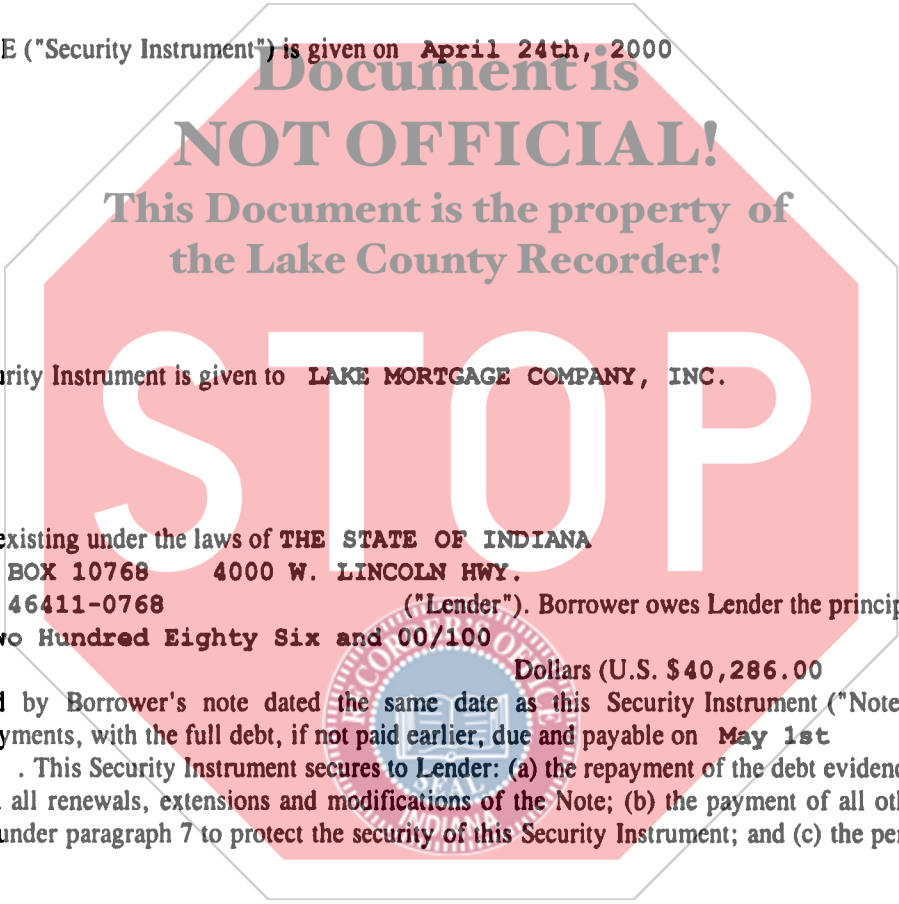 E ("Security Instrument") is given on April 24th, 2000
Document is
NOT OFFICIAL!
This Document is the property of
the Lake County Recorder!
STOP
Instrument is given to LAKE MORTGAGE COMPANY, INC.
existing under the laws of THE STATE OF INDIANA
BOX 10768 4000 W. LINCOLN HWY.
46411-0768 ("Lender"). Borrower owes Lender the princip
Hundred Eighty Six and 00/100
Dollars (U.S. $40,286.00
by Borrower's note dated the same date as this Security Instrument ("Note
yments, with the full debt, if not paid earlier, due and payable on May 1st
. This Security Instrument secures to Lender: (a) the repayment of the debt evidenc
all renewals, extensions and modifications of the Note; (b) the payment of all oth
under paragraph 7 to protect the security of this Security Instrument; and (c) the per
RECORDER'S OFFICE
SEAL
INDIANA